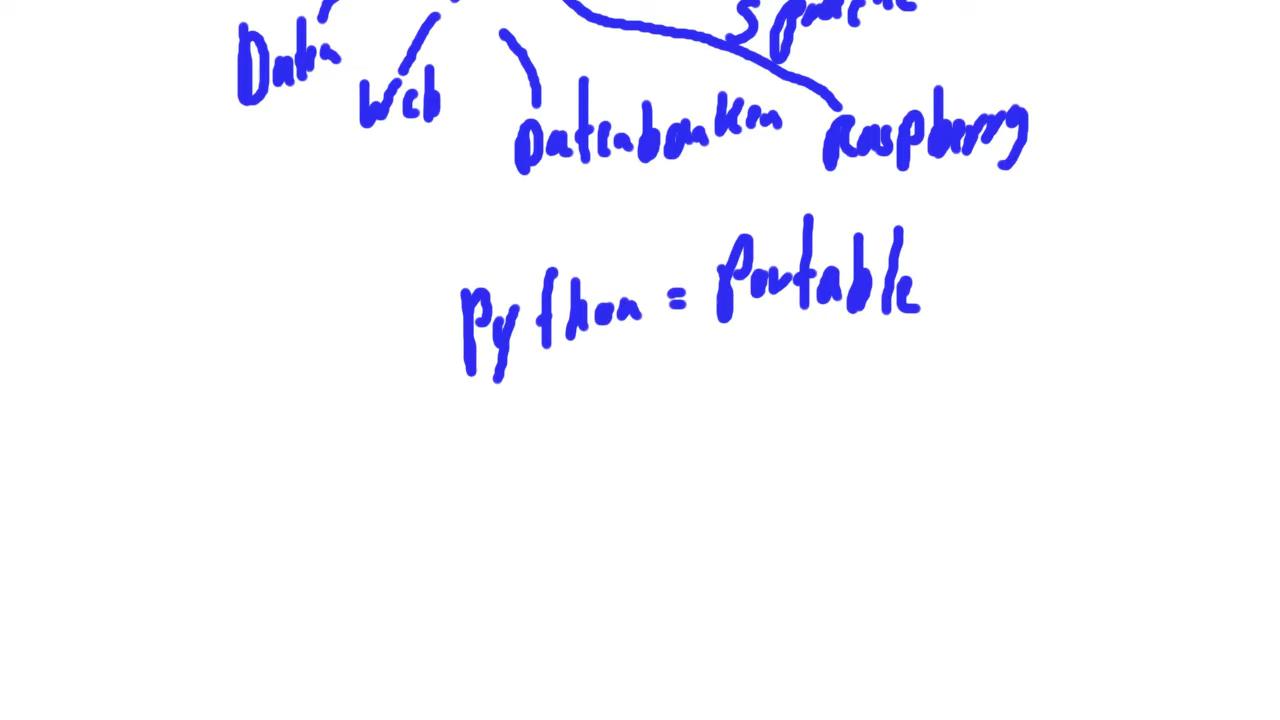 Data
Web
Datenbanken
Raspberry
Python = Portable